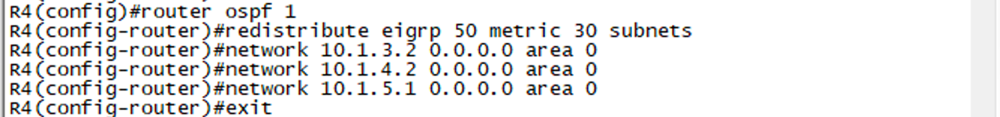 R4(config)#router ospf 1
R4(config-router)#redistribute eigrp 50 metric 30 subnets
R4(config-router)#network 10.1.3.2 0.0.0.0 area 0
R4(config-router)#network 10.1.4.2 0.0.0.0 area 0
R4(config-router)#network 10.1.5.1 0.0.0.0 area 0
R4(config-router)#exit